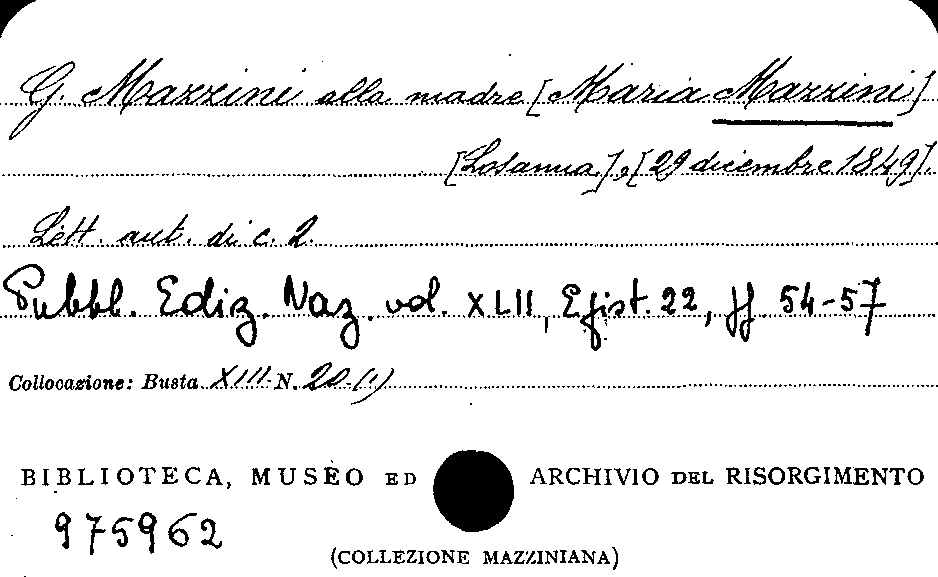 G. Mazzini alla madre [Maria Mazzini]
[Losanna], [29 dicembre 1849].
Lett. aut. di c. 2.
Pubbl. Ediz. Naz. vol. XLII, Epist. 22, pp. 54-57
Collocazione: Busta XIII N. 20 (1)
BIBLIOTECA, MUSEO ED ARCHIVIO DEL RISORGIMENTO
975962
(COLLEZIONE MAZZINIANA)